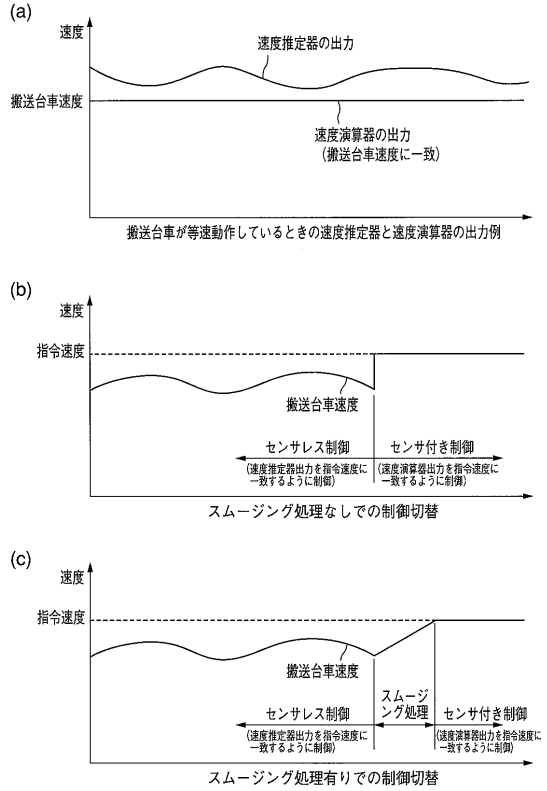 (a)
速度
速度推定器の出力
搬送台車速度
速度演算器の出力
(搬送台車速度に一致)
搬送台車が等速動作しているときの速度推定器と速度演算器の出力例
(b)
速度
指令速度
搬送台車速度
センサレス制御
センサ付き制御
(速度推定器出力を指令速度に
一致するように制御)
(速度演算器出力を指令速度に
一致するように制御)
スムージング処理なしでの制御切替
(c)
速度
指令速度
搬送台車速度
スムージ
ング処理
センサレス制御
センサ付き制御
(速度推定器出力を指令速度に
一致するように制御)
(速度演算器出力を指令速度に
一致するように制御)
スムージング処理有りでの制御切替